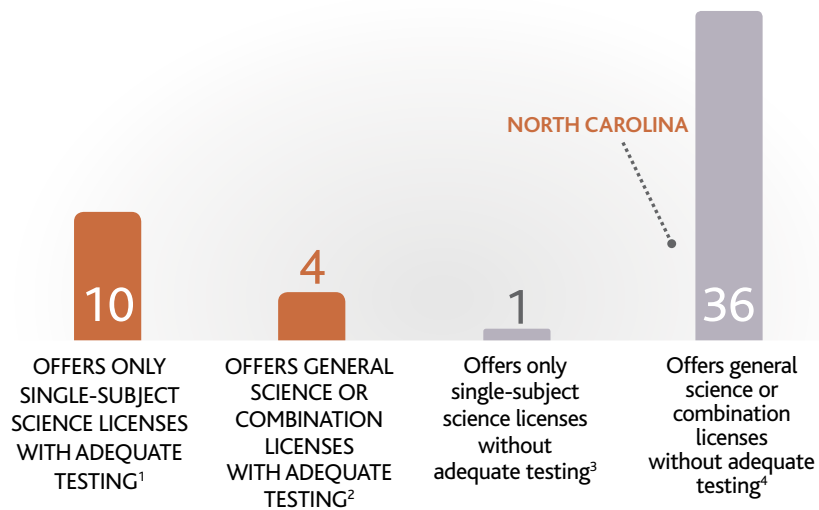 NORTH CAROLINA
10
4
1
36
OFFERS ONLY
SINGLE-SUBJECT
SCIENCE LICENSES
WITH ADEQUATE
TESTING1
OFFERS GENERAL
SCIENCE OR
COMBINATION
LICENSES
WITH ADEQUATE
TESTING2
Offers only
single-subject
science licenses
without
adequate testing3
Offers general
science or
combination
licenses
without adequate
testing4